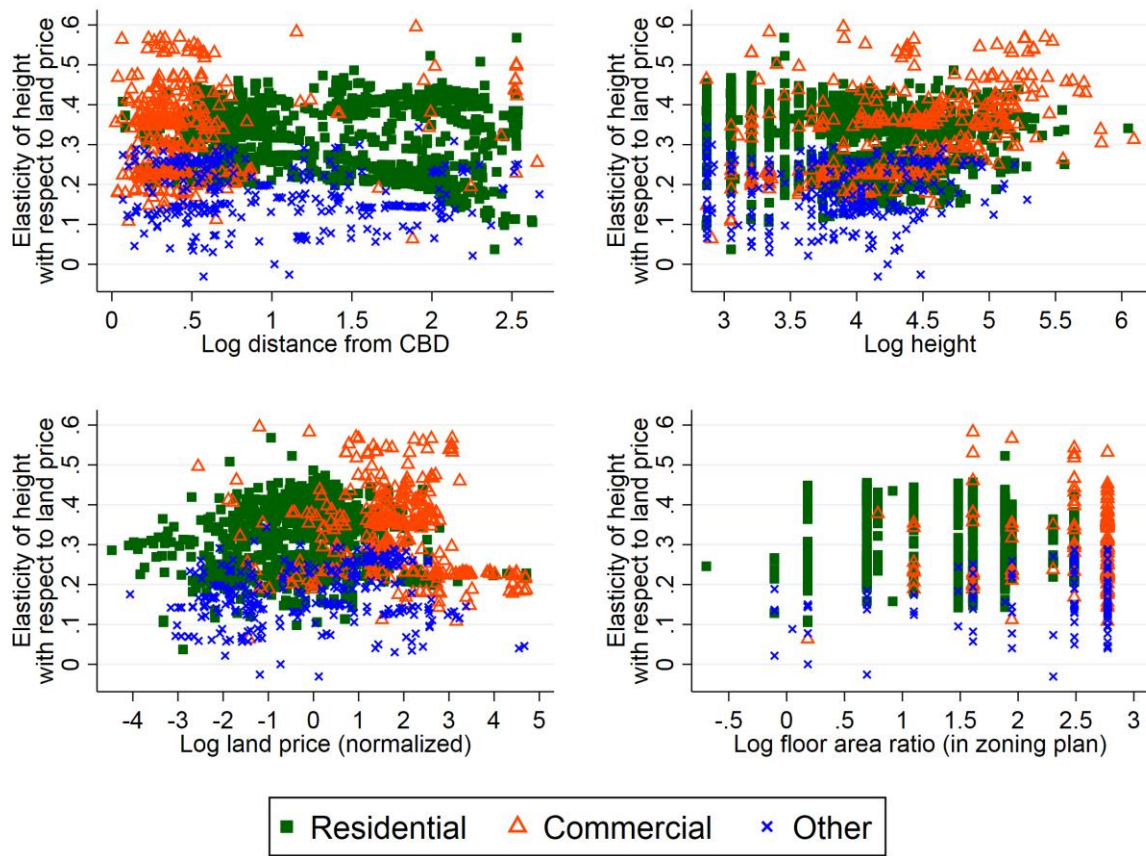 Elasticity of height
with respect to land price
.6
.5
.4
.3
.2
.1
0
0 .5 1 1.5 2 2.5
Log distance from CBD
Elasticity of height
with respect to land price
.6
.5
.4
.3
.2
.1
0
3 3.5 4 4.5 5 5.5 6
Log height
Elasticity of height
with respect to land price
.6
.5
.4
.3
.2
.1
0
-4 -3 -2 -1 0 1 2 3 4 5
Log land price (normalized)
Elasticity of height
with respect to land price
.6
.5
.4
.3
.2
.1
0
-.5 0 .5 1 1.5 2 2.5 3
Log floor area ratio (in zoning plan)
Residential Commercial Other